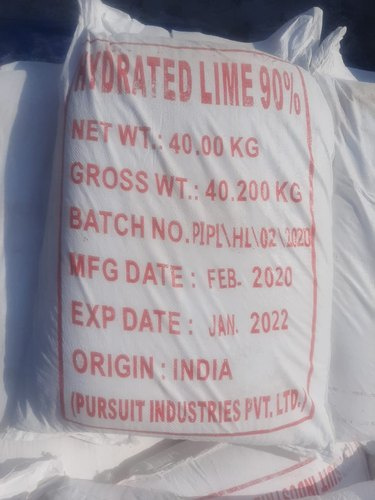 HYDRATED LIME 90%
NET WT.: 40.00 KG
GROSS WT.: 40.200 KG
BATCH NO. PIPL\HL\02\2020
MFG DATE : FEB- 2020
EXP DATE : JAN. 2022
ORIGIN : INDIA
(PURSUIT INDUSTRIES PVT. LTD.)